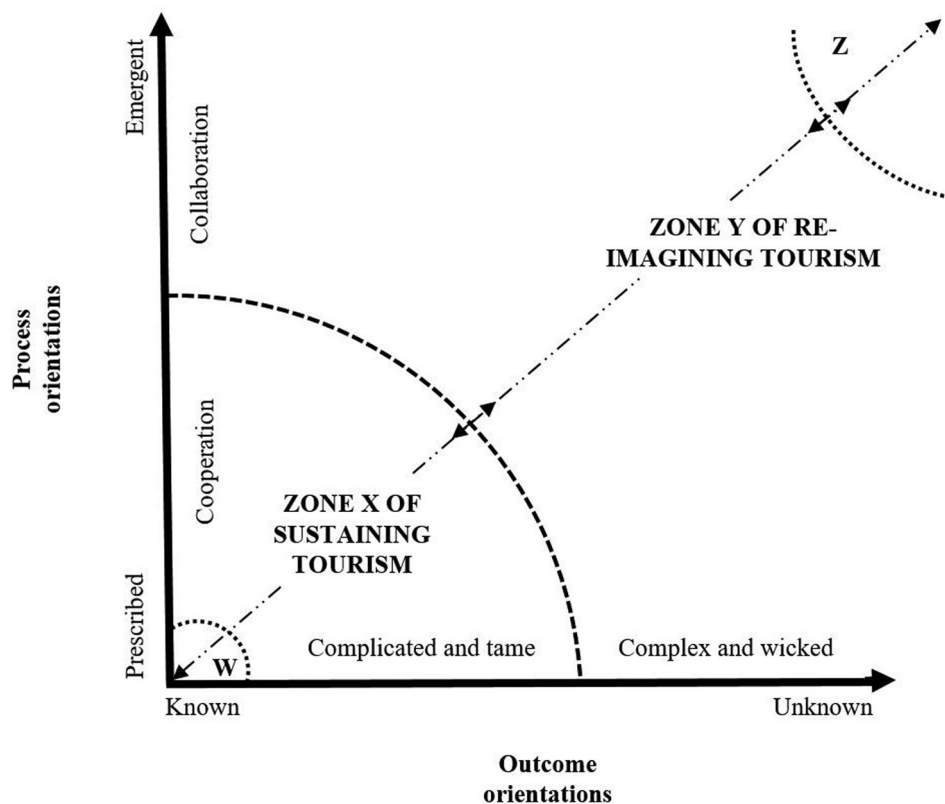 Emergent
Collaboration
Z
ZONE Y OF RE-
IMAGINING TOURISM
Process
orientations
Cooperation
ZONE X OF
SUSTAINING
TOURISM
Prescribed
W
Complicated and tame
Complex and wicked
Known
Unknown
Outcome
orientations